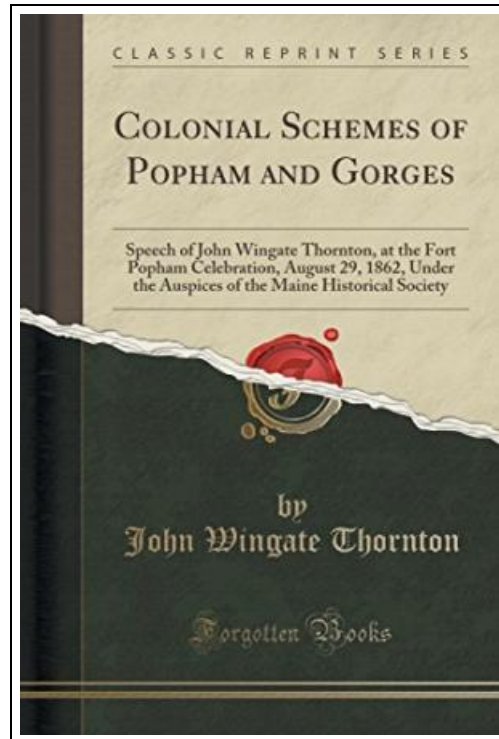 CLASSIC REPRINT SERIES
COLONIAL SCHEMES OF
POPHAM AND GORGES
Speech of John Wingate Thornton, at the Fort
Popham Celebration, August 29, 1862, Under
the Auspices of the Maine Historical Society
by
John Wingate Thornton
Forgotten Books